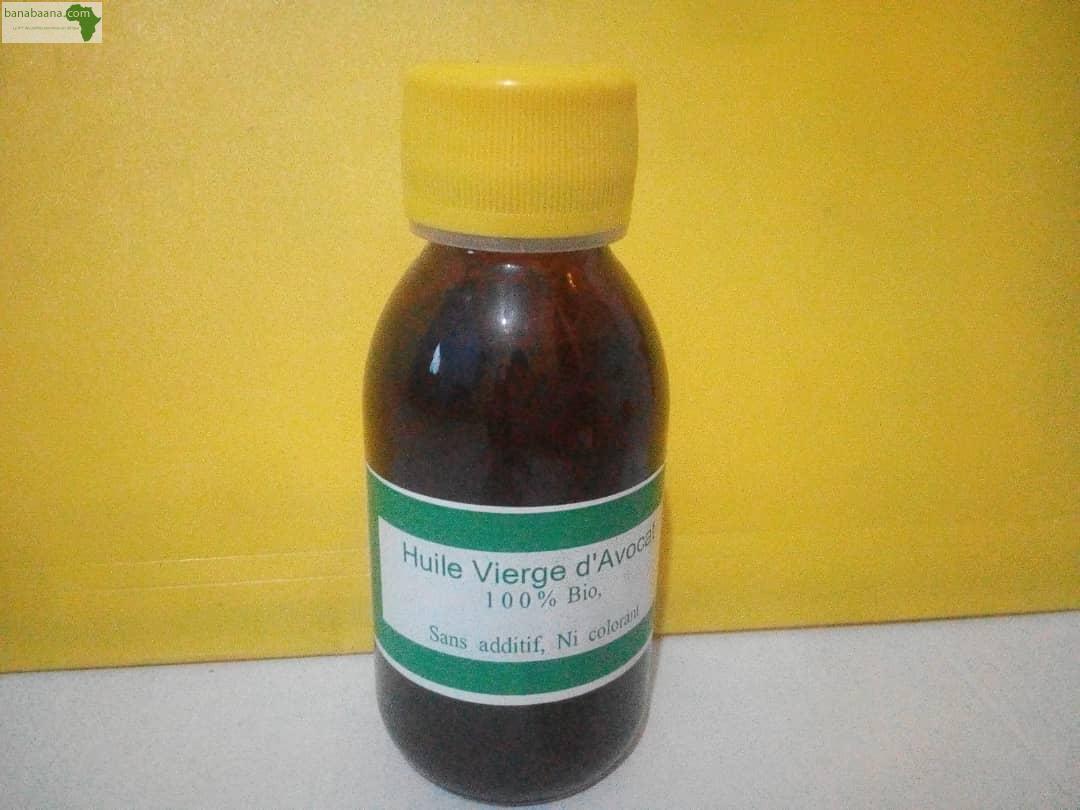 banabaana.com
Huile Vierge d'Avocat
100% Bio,
Sans additif, Ni colorant